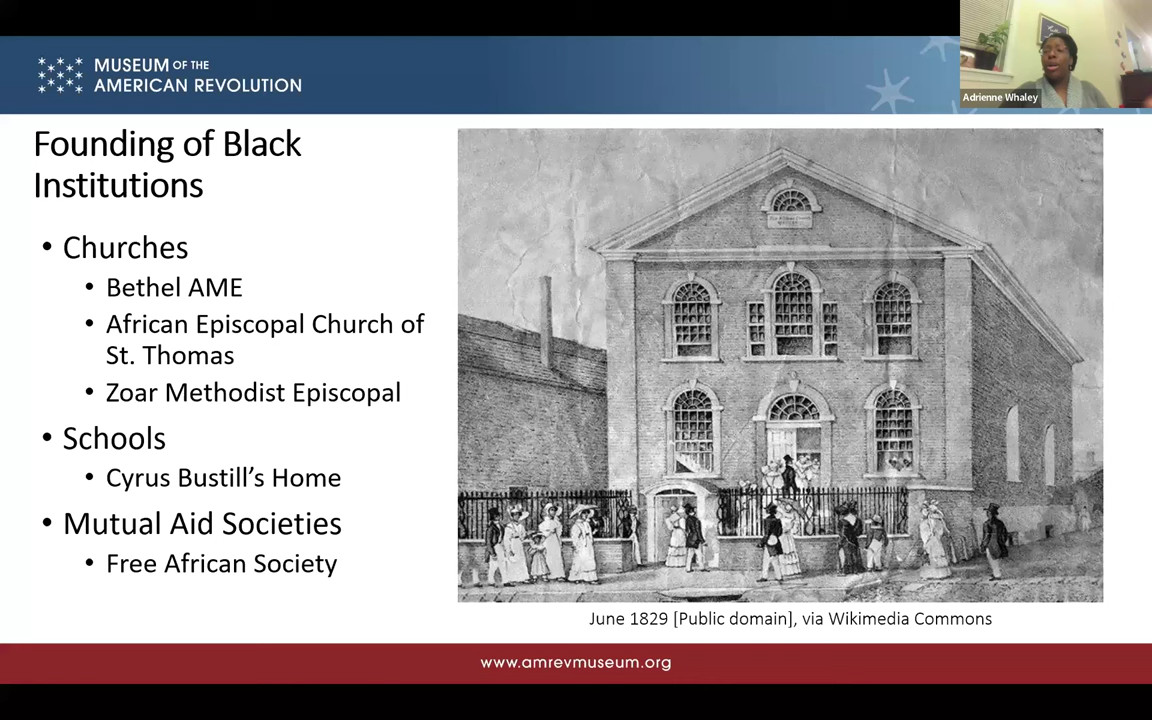 MUSEUM OF THE
AMERICAN REVOLUTION
Adrienne Whaley
Founding of Black
Institutions
• Churches
• Bethel AME
• African Episcopal Church of
St. Thomas
• Zoar Methodist Episcopal
• Schools
• Cyrus Bustill's Home
• Mutual Aid Societies
• Free African Society
June 1829 [Public domain], via Wikimedia Commons
www.amrevmuseum.org